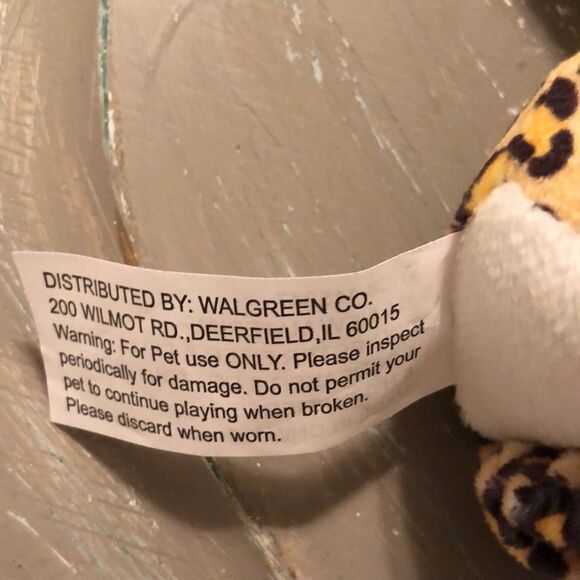 DISTRIBUTED BY: WALGREEN CO.
200 WILMOT RD.,DEERFIELD,IL 60015
Warning: For Pet use ONLY. Please inspect
periodically for damage. Do not permit your
pet to continue playing when broken.
Please discard when worn.